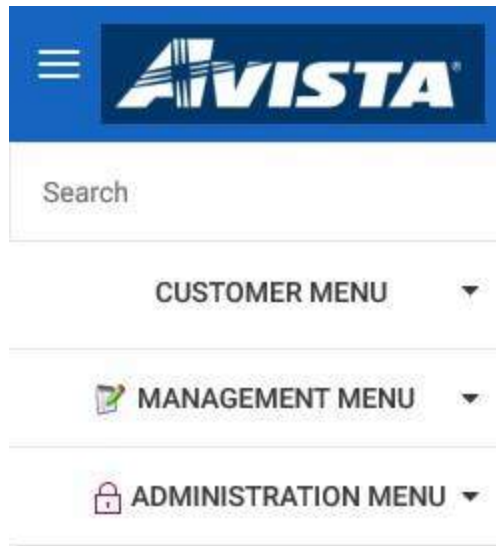 AVISTA
Search
CUSTOMER MENU
MANAGEMENT MENU
ADMINISTRATION MENU